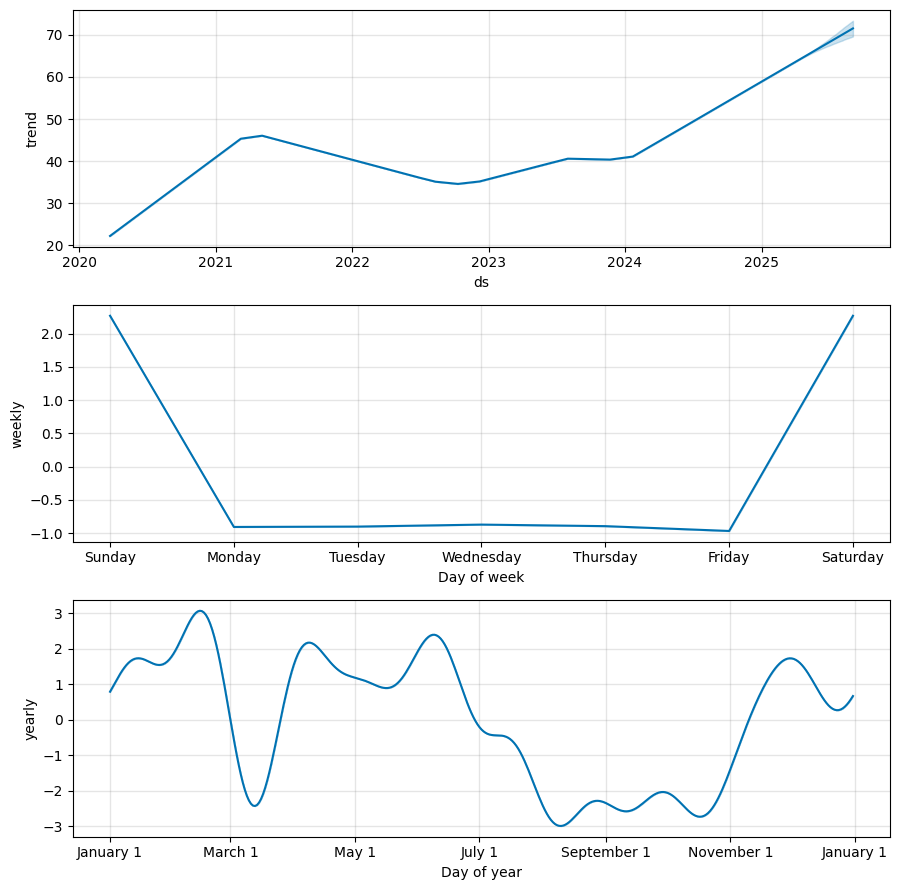 70
60
50
40
30
20
trend
2020
2021
2022
2023
2024
2025
ds
2.0
1.5
1.0
0.5
0.0
−0.5
−1.0
weekly
Sunday
Monday
Tuesday
Wednesday
Thursday
Friday
Saturday
Day of week
3
2
1
0
−1
−2
−3
yearly
January 1
March 1
May 1
July 1
September 1
November 1
January 1
Day of year